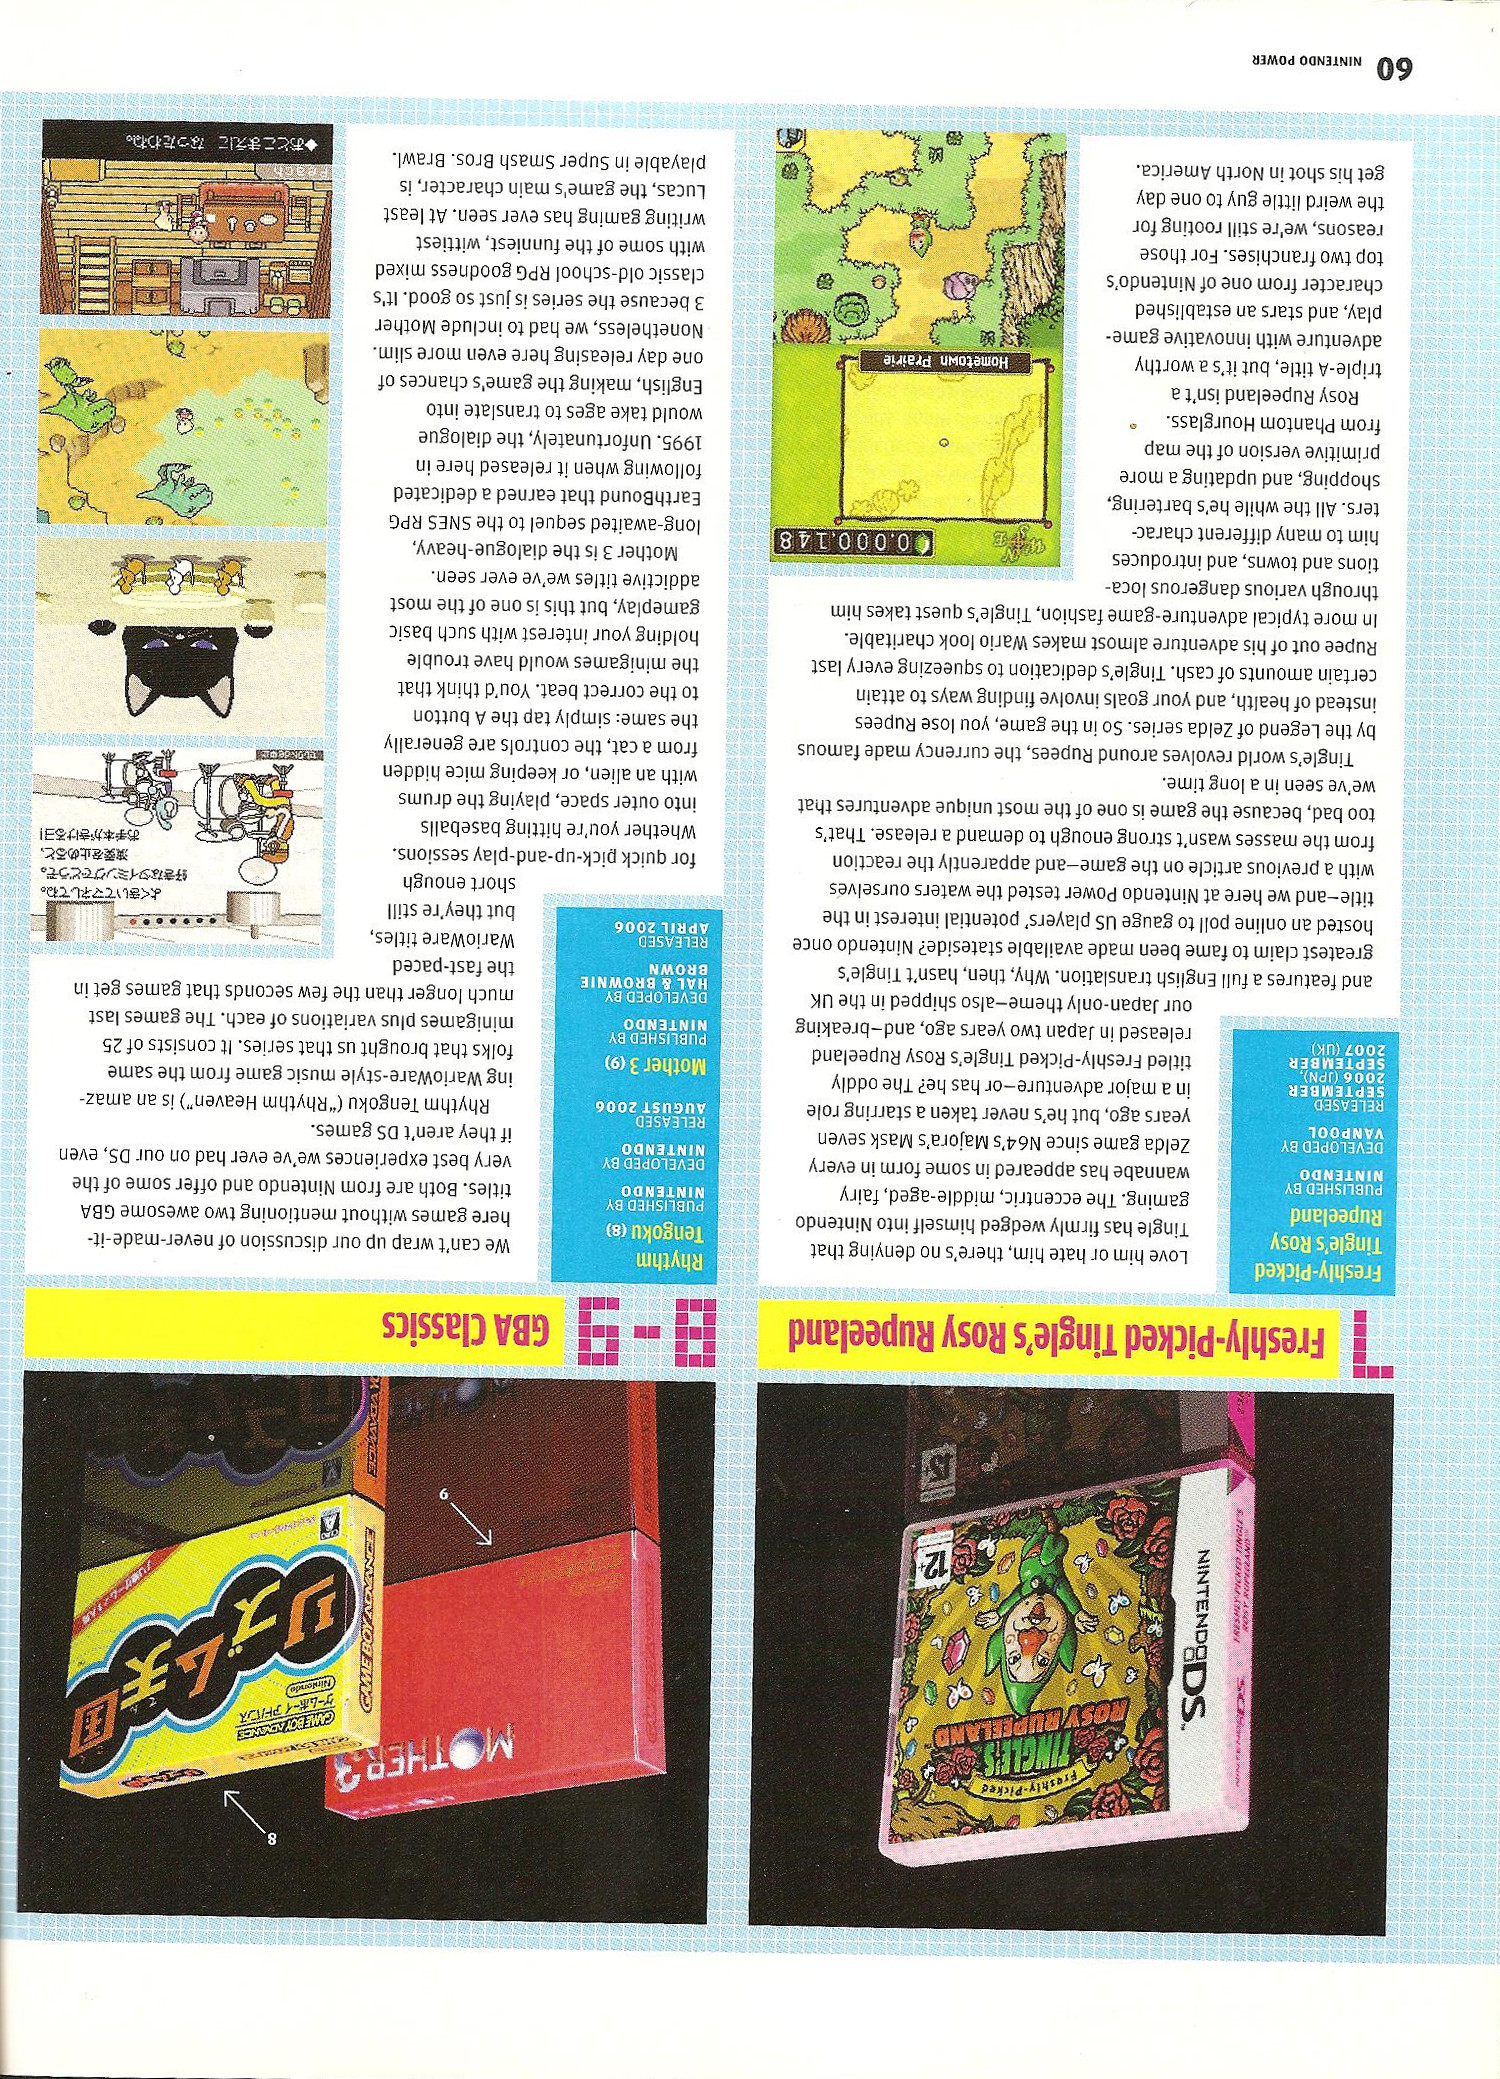 Freshly-Picked
TINGLE'S
ROSY RUPEELAND
NINTENDO DS™
12+
8
MOTHER 3
GAME BOY ADVANCE
ゲームボーイ アドバンス
Nintendo
GAME BOY ADVANCE
リズム天国
てんごく
9
7 Freshly-Picked Tingle's Rosy Rupeeland
Freshly-Picked
Tingle's Rosy
Rupeeland
PUBLISHED BY
NINTENDO
DEVELOPED BY
VANPOOL
RELEASED
SEPTEMBER
2006 (JPN),
SEPTEMBER
2007 (UK)
Love him or hate him, there's no denying that
Tingle has firmly wedged himself into Nintendo
gaming. The eccentric, middle-aged, fairy
wannabe has appeared in some form in every
Zelda game since N64's Majora's Mask seven
years ago, but he's never taken a starring role
in a major adventure—or has he? The oddly
titled Freshly-Picked Tingle's Rosy Rupeeland
released in Japan two years ago, and—breaking
our Japan-only theme—also shipped in the UK
and features a full English translation. Why, then, hasn't Tingle's
greatest claim to fame been made available stateside? Nintendo once
hosted an online poll to gauge US players' potential interest in the
title—and we here at Nintendo Power tested the waters ourselves
with a previous article on the game—and apparently the reaction
from the masses wasn't strong enough to demand a release. That's
too bad, because the game is one of the most unique adventures that
we've seen in a long time.
Tingle's world revolves around Rupees, the currency made famous
by the Legend of Zelda series. So in the game, you lose Rupees
instead of health, and your goals involve finding ways to attain
certain amounts of cash. Tingle's dedication to squeezing every last
Rupee out of his adventure almost makes Wario look charitable.
In more typical adventure-game fashion, Tingle's quest takes him
through various dangerous loca-
tions and towns, and introduces
him to many different charac-
ters. All the while he's bartering,
shopping, and updating a more
primitive version of the map
from Phantom Hourglass.
Rosy Rupeeland isn't a
triple-A title, but it's a worthy
adventure with innovative game-
play, and stars an established
character from one of Nintendo's
top two franchises. For those
reasons, we're still rooting for
the weird little guy to one day
get his shot in North America.
W N E
0.000.148
Hometown Prairie
8-9 GBA Classics
Rhythm
Tengoku (8)
PUBLISHED BY
NINTENDO
DEVELOPED BY
NINTENDO
RELEASED
AUGUST 2006
Mother 3 (9)
PUBLISHED BY
NINTENDO
DEVELOPED BY
HAL & BROWNIE
BROWN
RELEASED
APRIL 2006
We can't wrap up our discussion of never-made-it-
here games without mentioning two awesome GBA
titles. Both are from Nintendo and offer some of the
very best experiences we've ever had on our DS, even
if they aren't DS games.
Rhythm Tengoku ("Rhythm Heaven") is an amaz-
ing WarioWare-style music game from the same
folks that brought us that series. It consists of 25
minigames plus variations of each. The games last
much longer than the few seconds that games get in
the fast-paced
WarioWare titles,
but they're still
short enough
for quick pick-up-and-play sessions.
Whether you're hitting baseballs
into outer space, playing the drums
with an alien, or keeping mice hidden
from a cat, the controls are generally
the same: simply tap the A button
to the correct beat. You'd think that
the minigames would have trouble
holding your interest with such basic
gameplay, but this is one of the most
addictive titles we've ever seen.
Mother 3 is the dialogue-heavy,
long-awaited sequel to the SNES RPG
EarthBound that earned a dedicated
following when it released here in
1995. Unfortunately, the dialogue
would take ages to translate into
English, making the game's chances of
one day releasing here even more slim.
Nonetheless, we had to include Mother
3 because the series is just so good. It's
classic old-school RPG goodness mixed
with some of the funniest, wittiest
writing gaming has ever seen. At least
Lucas, the game's main character, is
playable in Super Smash Bros. Brawl.
よくきいてマネしてね。
好きなタイミングでどうぞ。
演奏を止めると、
お手本がきけるヨ!
Peach
◆おとこまえに なったわね。
60 NINTENDO POWER